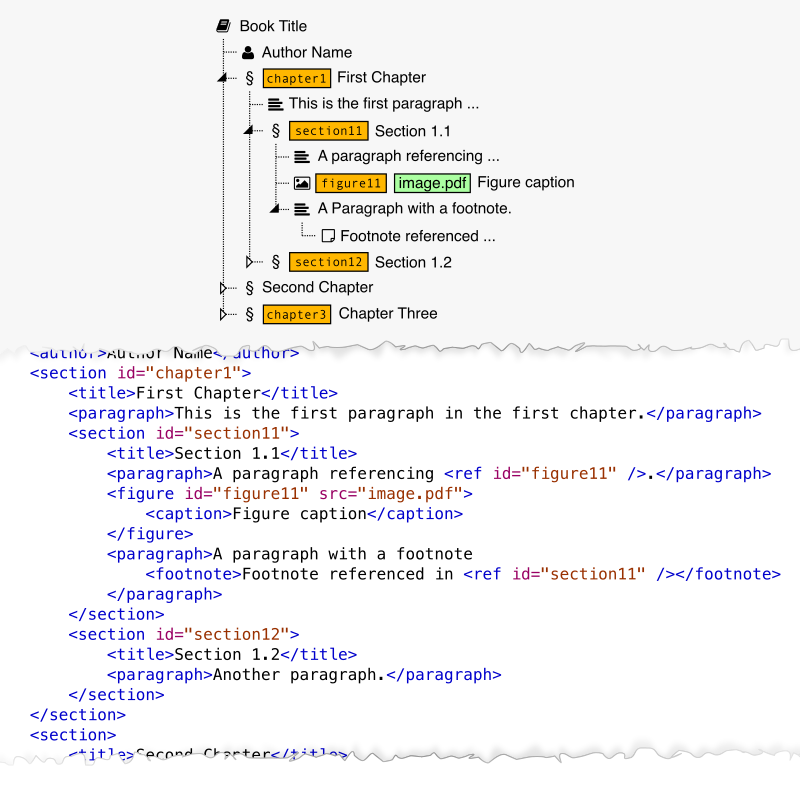 Book Title
Author Name
§ chapter1 First Chapter
This is the first paragraph ...
§ section11 Section 1.1
A paragraph referencing ...
figure11 image.pdf Figure caption
A Paragraph with a footnote.
Footnote referenced ...
§ section12 Section 1.2
§ Second Chapter
§ chapter3 Chapter Three
<author>Author Name</author>
<section id="chapter1">
<title>First Chapter</title>
<paragraph>This is the first paragraph in the first chapter.</paragraph>
<section id="section11">
<title>Section 1.1</title>
<paragraph>A paragraph referencing <ref id="figure11" />.</paragraph>
<figure id="figure11" src="image.pdf">
<caption>Figure caption</caption>
</figure>
<paragraph>A paragraph with a footnote
<footnote>Footnote referenced in <ref id="section11" /></footnote>
</paragraph>
</section>
<section id="section12">
<title>Section 1.2</title>
<paragraph>Another paragraph.</paragraph>
</section>
</section>
<section>
<title>Second Chapter</title>